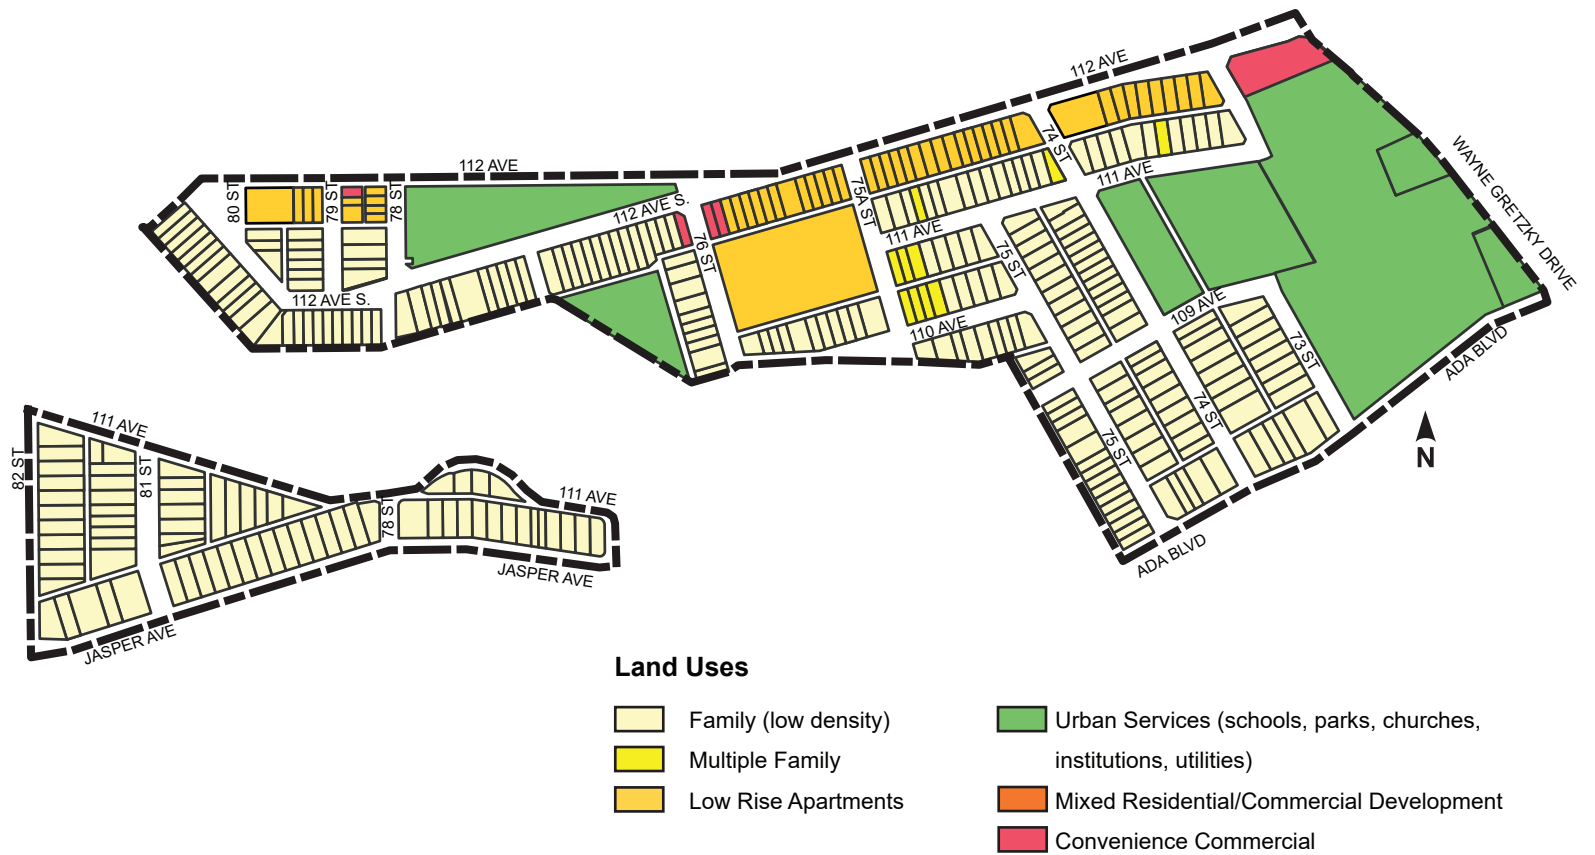 112 AVE
WAYNE GRETZKY DRIVE
112 AVE
80 ST
79 ST
78 ST
112 AVE S.
76 ST
75A ST
74 ST
111 AVE
111 AVE
75 ST
112 AVE S.
110 AVE
109 AVE
73 ST
ADA BLVD
74 ST
75 ST
N
ADA BLVD
111 AVE
82 ST
81 ST
78 ST
111 AVE
JASPER AVE
JASPER AVE
Land Uses
Family (low density)
Multiple Family
Low Rise Apartments
Urban Services (schools, parks, churches,
institutions, utilities)
Mixed Residential/Commercial Development
Convenience Commercial